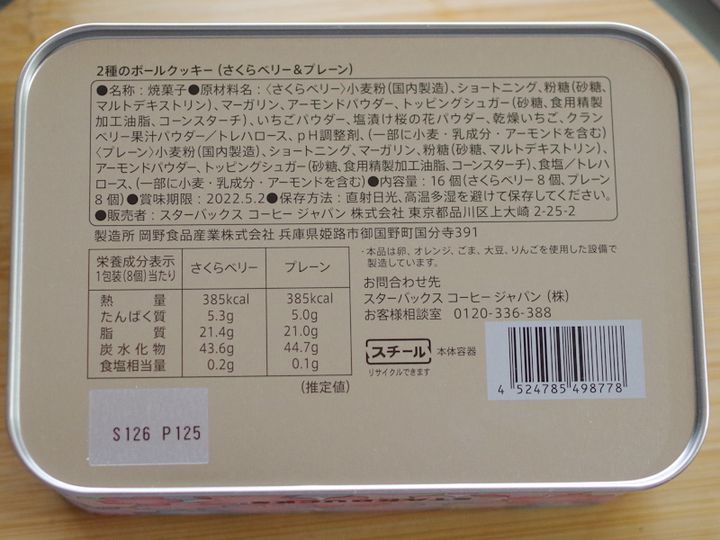 2種のボールクッキー (さくらベリー&プレーン)
●名称：焼菓子●原材料名：〈さくらベリー〉小麦粉(国内製造)、ショートニング、粉糖(砂糖、
マルトデキストリン)、マーガリン、アーモンドパウダー、トッピングシュガー(砂糖、食用精製
加工油脂、コーンスターチ)、いちごパウダー、塩漬け桜の花パウダー、乾燥いちご、クラン
ベリー果汁パウダー／トレハロース、pH調整剤、(一部に小麦・乳成分・アーモンドを含む)
〈プレーン〉小麦粉(国内製造)、ショートニング、マーガリン、粉糖(砂糖、マルトデキストリン)、
アーモンドパウダー、トッピングシュガー(砂糖、食用精製加工油脂、コーンスターチ)、食塩／トレハ
ロース、(一部に小麦・乳成分・アーモンドを含む)●内容量：16個(さくらベリー8個、プレーン
8個)●賞味期限：2022.5.2●保存方法：直射日光、高温多湿を避けて保存してください。
●販売者：スターバックス コーヒー ジャパン 株式会社 東京都品川区上大崎 2-25-2
製造所 岡野食品産業株式会社 兵庫県姫路市御国野町国分寺391
栄養成分表示 1包装(8個)当たり さくらベリー プレーン
熱量 385kcal 385kcal
たんぱく質 5.3g 5.0g
脂質 21.4g 21.0g
炭水化物 43.6g 44.7g
食塩相当量 0.2g 0.1g
(推定値)
・本品は卵、オレンジ、ごま、大豆、りんごを使用した設備で
製造しています。
お問合わせ先
スターバックス コーヒー ジャパン (株)
お客様相談室 0120-336-388
スチール 本体容器
リサイクルできます
4 524785 498778
S126 P125